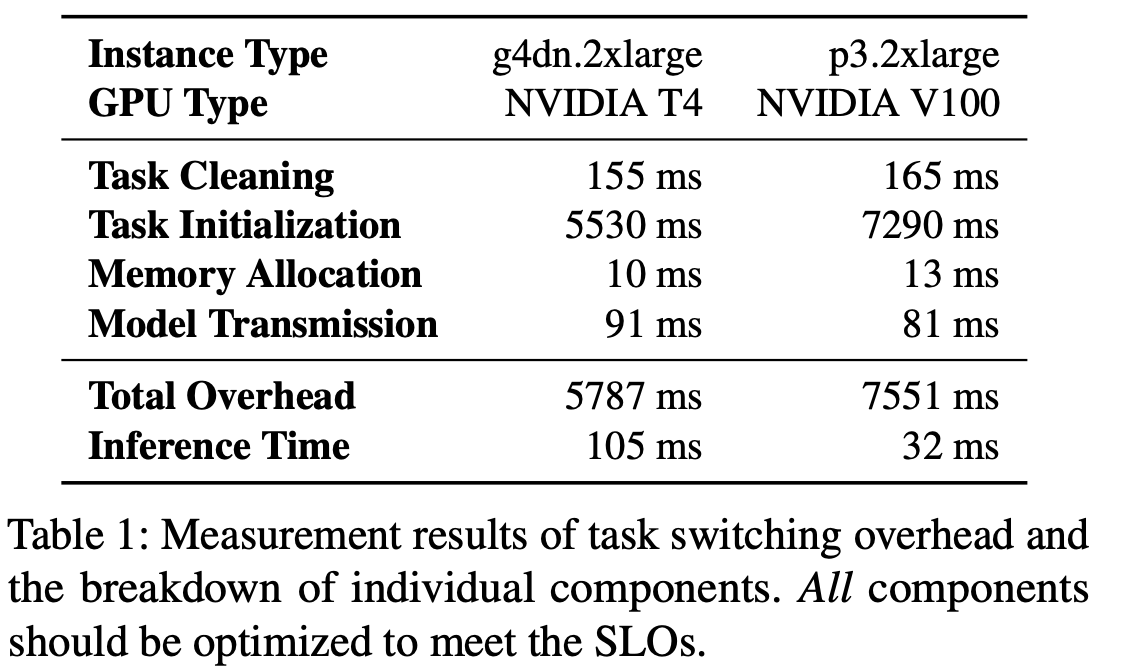 Instance Type g4dn.2xlarge p3.2xlarge
GPU Type NVIDIA T4 NVIDIA V100
Task Cleaning 155 ms 165 ms
Task Initialization 5530 ms 7290 ms
Memory Allocation 10 ms 13 ms
Model Transmission 91 ms 81 ms
Total Overhead 5787 ms 7551 ms
Inference Time 105 ms 32 ms
Table 1: Measurement results of task switching overhead and
the breakdown of individual components. All components
should be optimized to meet the SLOs.